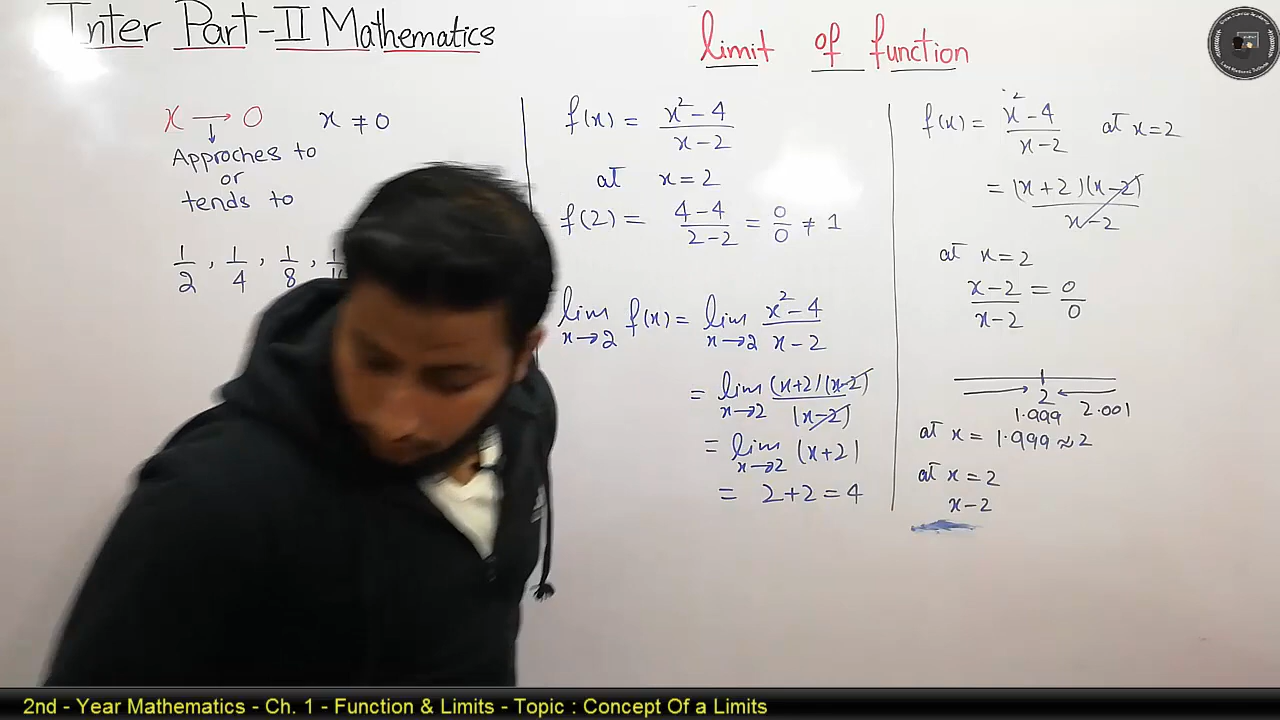 Inter Part-II Mathematics
limit of function
x → 0 x ≠ 0
↓
Approches to
or
tends to
1/2, 1/4, 1/8,
f(x) = x²-4/x-2
at x=2
f(2) = 4-4/2-2 = 0/0 ≠ 1
lim x→2 f(x) = lim x→2 x²-4/x-2
= lim x→2 (x+2)(x-2)/(x-2)
= lim x→2 (x+2)
= 2+2=4
f(x) = x²-4/x-2 at x=2
= (x+2)(x-2)/x-2
at x=2
x-2/x-2 = 0/0
2
1.999 2.001
at x = 1.999≈2
at x=2
x-2
2nd - Year Mathematics - Ch. 1 - Function & Limits - Topic : Concept Of a Limits